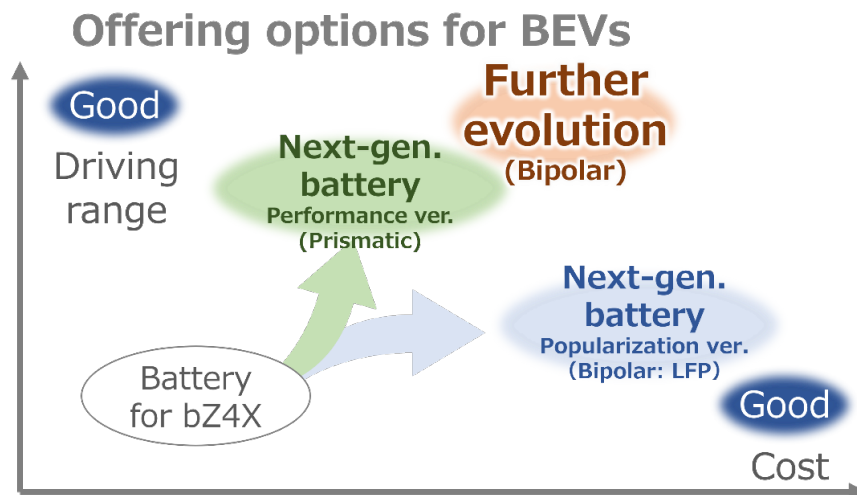 Offering options for BEVs
Good
Driving
range
Next-gen.
battery
Performance ver.
(Prismatic)
Further
evolution
(Bipolar)
Next-gen.
battery
Popularization ver.
(Bipolar: LFP)
Battery
for bZ4X
Good
Cost